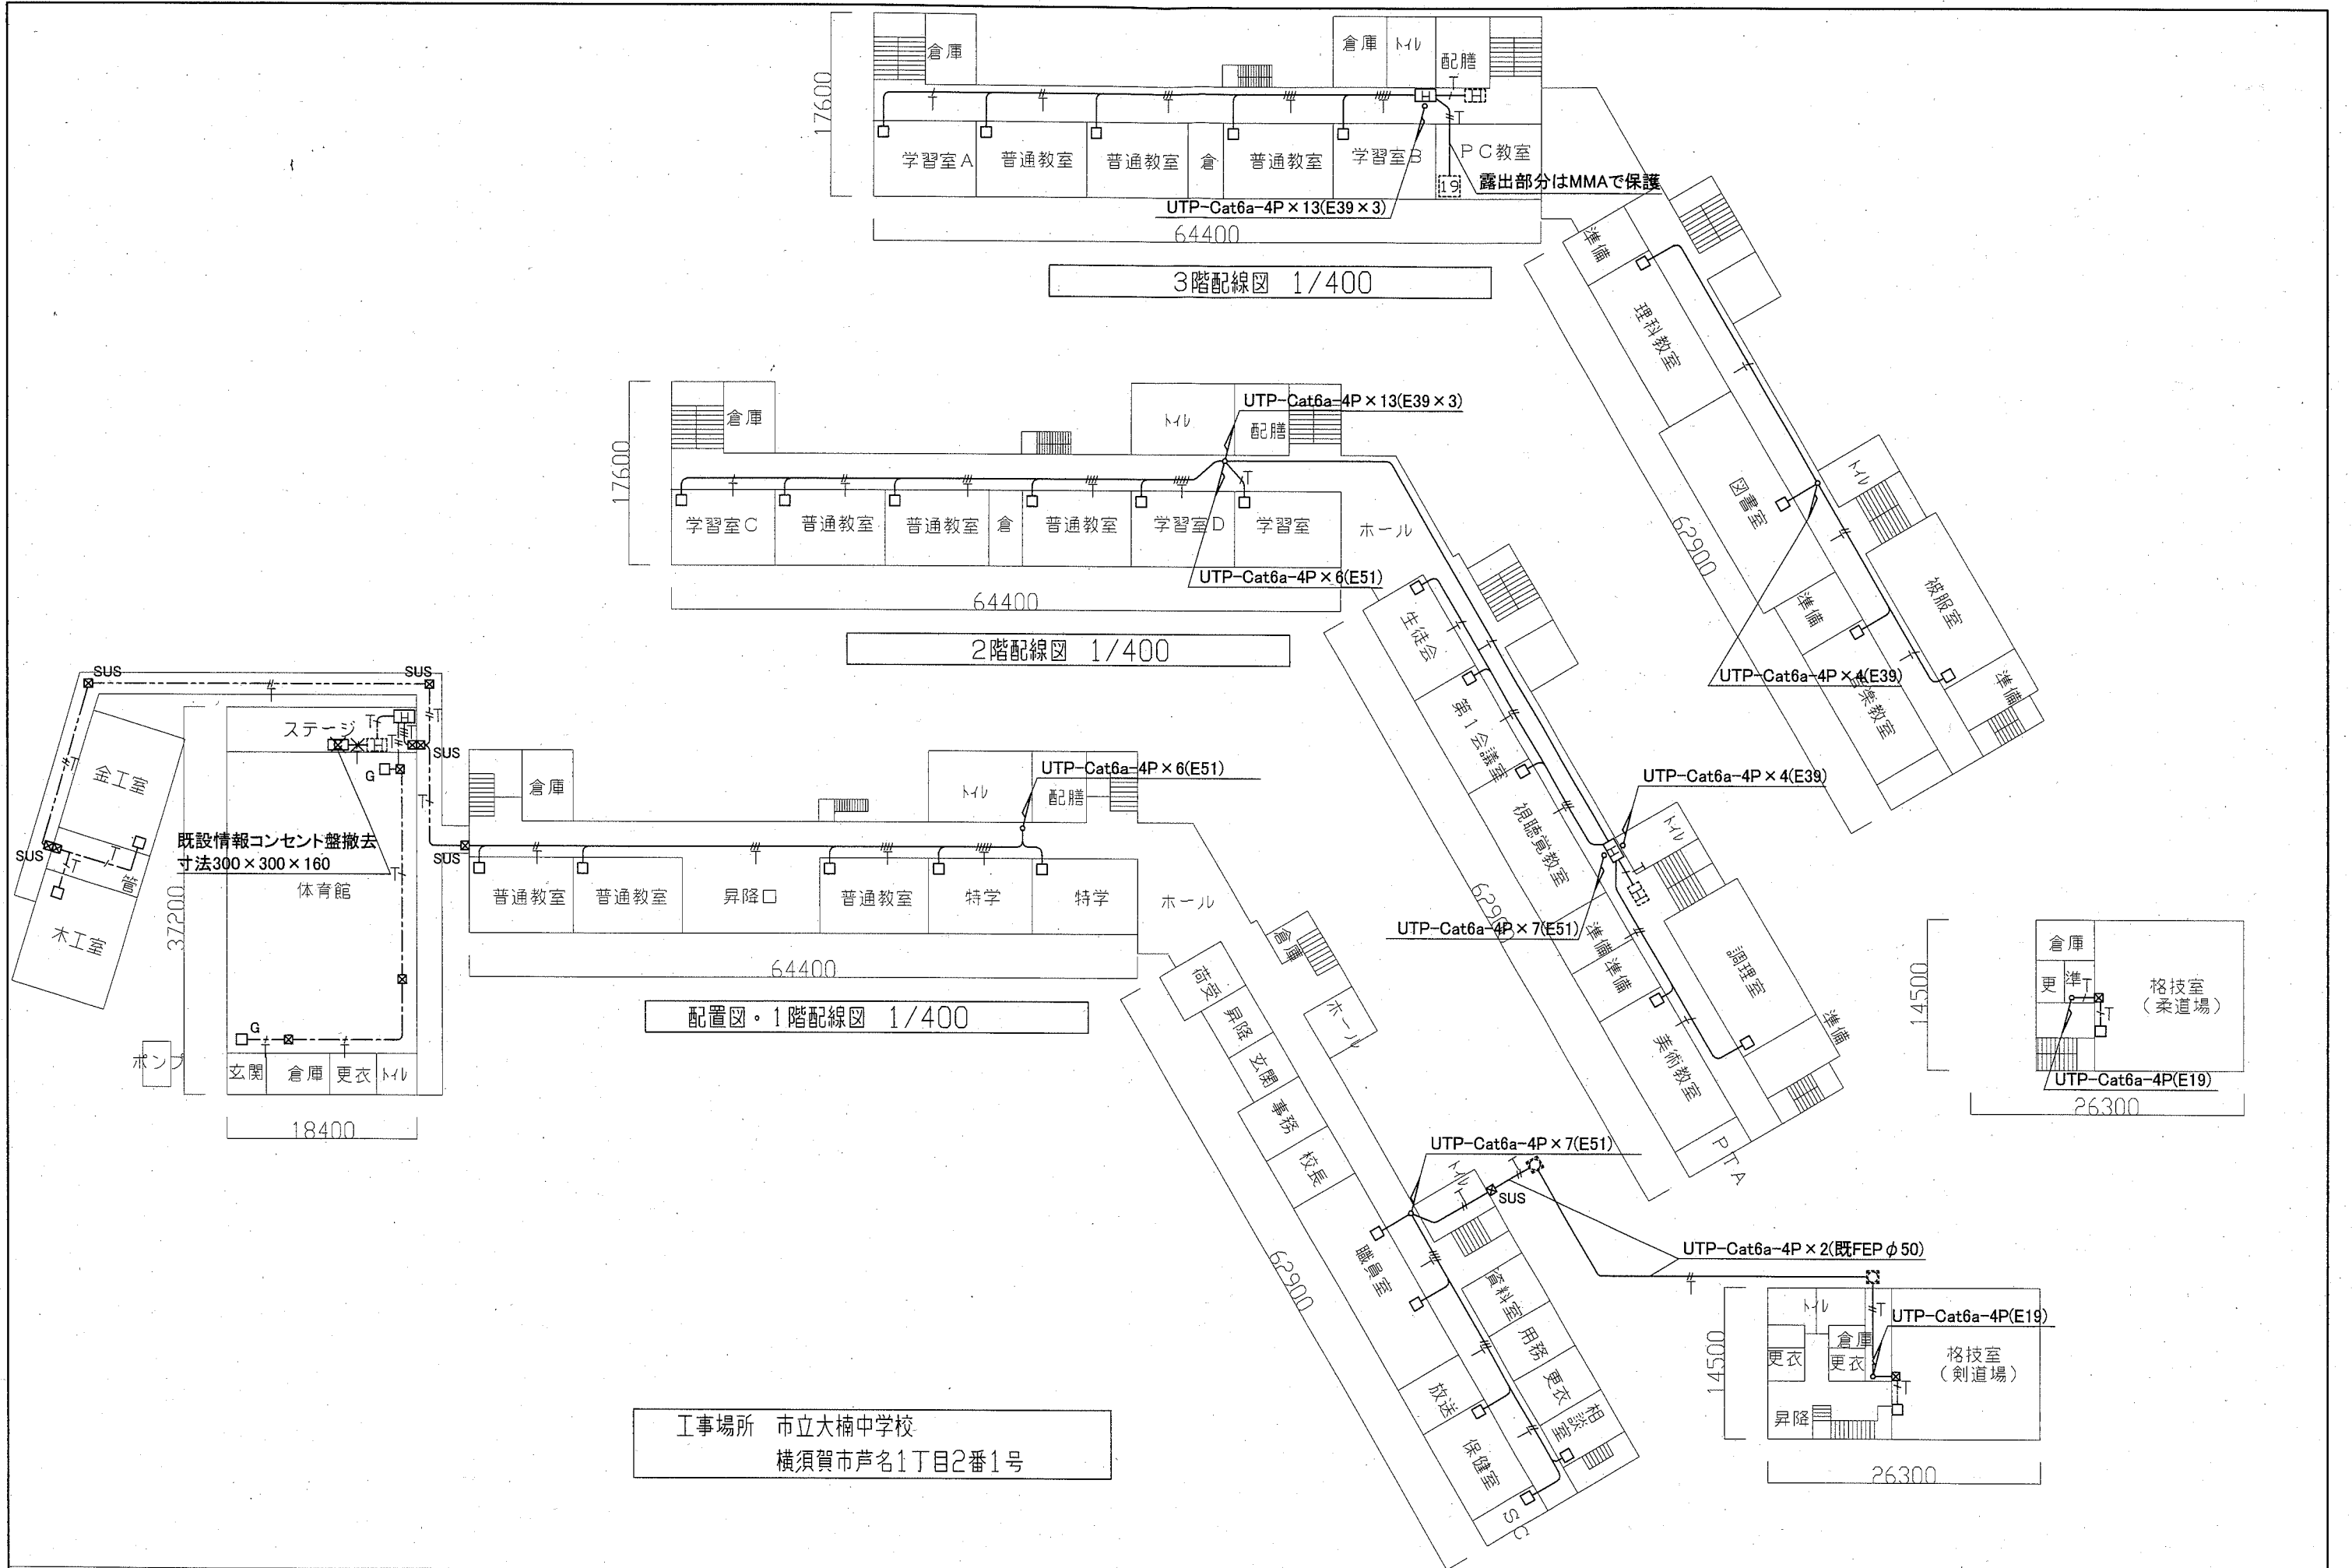 倉庫
倉庫
トイレ
配膳
17600
T
T
T
T
T
T
T
H
H
学習室A
普通教室
普通教室
倉
普通教室
学習室B
PC教室
19
露出部分はMMAで保護
UTP-Cat6a-4P×13(E39×3)
64400
3階配線図 1/400
準備
理科教室
図書室
トイレ
準備
被服室
音楽教室
準備
62900
UTP-Cat6a-4P×4(E39)
倉庫
トイレ
配膳
17600
UTP-Cat6a-4P×13(E39×3)
学習室C
普通教室
普通教室
倉
普通教室
学習室D
学習室
ホール
UTP-Cat6a-4P×6(E51)
64400
2階配線図 1/400
生徒会
第1会議室
視聴覚教室
H
H
トイレ
準備
準備
調理室
美術教室
準備
PTA
62900
UTP-Cat6a-4P×4(E39)
UTP-Cat6a-4P×7(E51)
SUS
SUS
ステージ
H
H
SUS
G
金工室
既設情報コンセント盤撤去
寸法300×300×160
SUS
SUS
管
体育館
木工室
37200
G
ポンプ
玄関
倉庫
更衣
トイレ
18400
倉庫
トイレ
配膳
UTP-Cat6a-4P×6(E51)
普通教室
普通教室
昇降口
普通教室
特学
特学
ホール
64400
配置図・1階配線図 1/400
倉庫
ホール
荷受
昇降
玄関
事務
校長
職員室
トイレ
資料室
用務
更衣
相談室
放送
保健室
SC
62900
UTP-Cat6a-4P×7(E51)
SUS
UTP-Cat6a-4P×2(既FEPφ50)
倉庫
更
準
格技室
(柔道場)
14500
UTP-Cat6a-4P(E19)
26300
トイレ
倉庫
更衣
更衣
昇降
格技室
(剣道場)
UTP-Cat6a-4P(E19)
14500
26300
工事場所 市立大楠中学校
横須賀市芦名1丁目2番1号